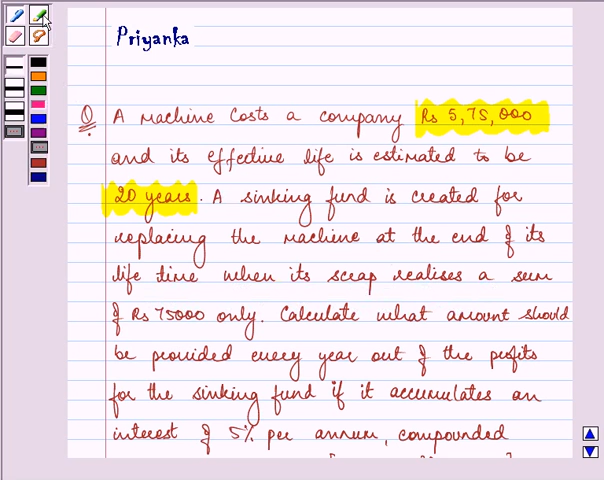 Priyanka
Q A Machine Costs a company Rs 5,75,000
and its effective life is estimated to be
20 years. A sinking fund is created for
replacing the machine at the end of its
life time when its scrap realises a sum
of Rs 75000 only. Calculate what amount should
be provided every year out of the profits
for the sinking fund if it accumulates an
interest of 5% per annum, compounded